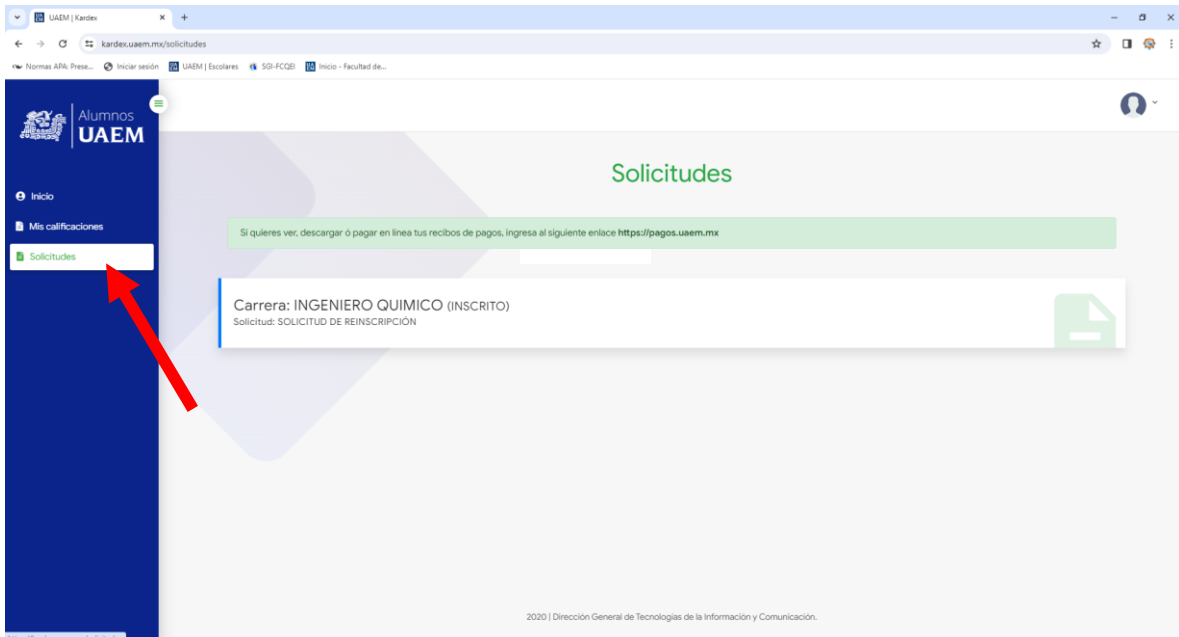 UAEM | Kardex
kardex.uaem.mx/solicitudes
Normas APA: Prese...
Iniciar sesión
UAEM | Escolares
SGI-FCQEI
Inicio - Facultad de...
Alumnos
UAEM
Inicio
Mis calificaciones
Solicitudes
Solicitudes
Si quieres ver, descargar ó pagar en línea tus recibos de pagos, ingresa al siguiente enlace https://pagos.uaem.mx
Carrera: INGENIERO QUIMICO (INSCRITO)
Solicitud: SOLICITUD DE REINSCRIPCIÓN
2020 | Dirección General de Tecnologías de la Información y Comunicación.